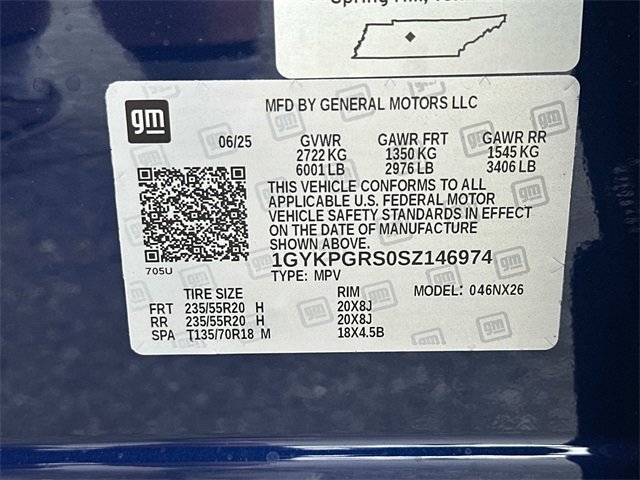 Spring Hill, Tenn
gm
MFD BY GENERAL MOTORS LLC
06/25 GVWR GAWR FRT GAWR RR
2722 KG 1350 KG 1545 KG
6001 LB 2976 LB 3406 LB
THIS VEHICLE CONFORMS TO ALL
APPLICABLE U.S. FEDERAL MOTOR
VEHICLE SAFETY STANDARDS IN EFFECT
ON THE DATE OF MANUFACTURE
SHOWN ABOVE.
705U
1GYKPGRS0SZ146974
TYPE: MPV MODEL: 046NX26
TIRE SIZE RIM
FRT 235/55R20 H 20X8J
RR 235/55R20 H 20X8J
SPA T135/70R18 M 18X4.5B